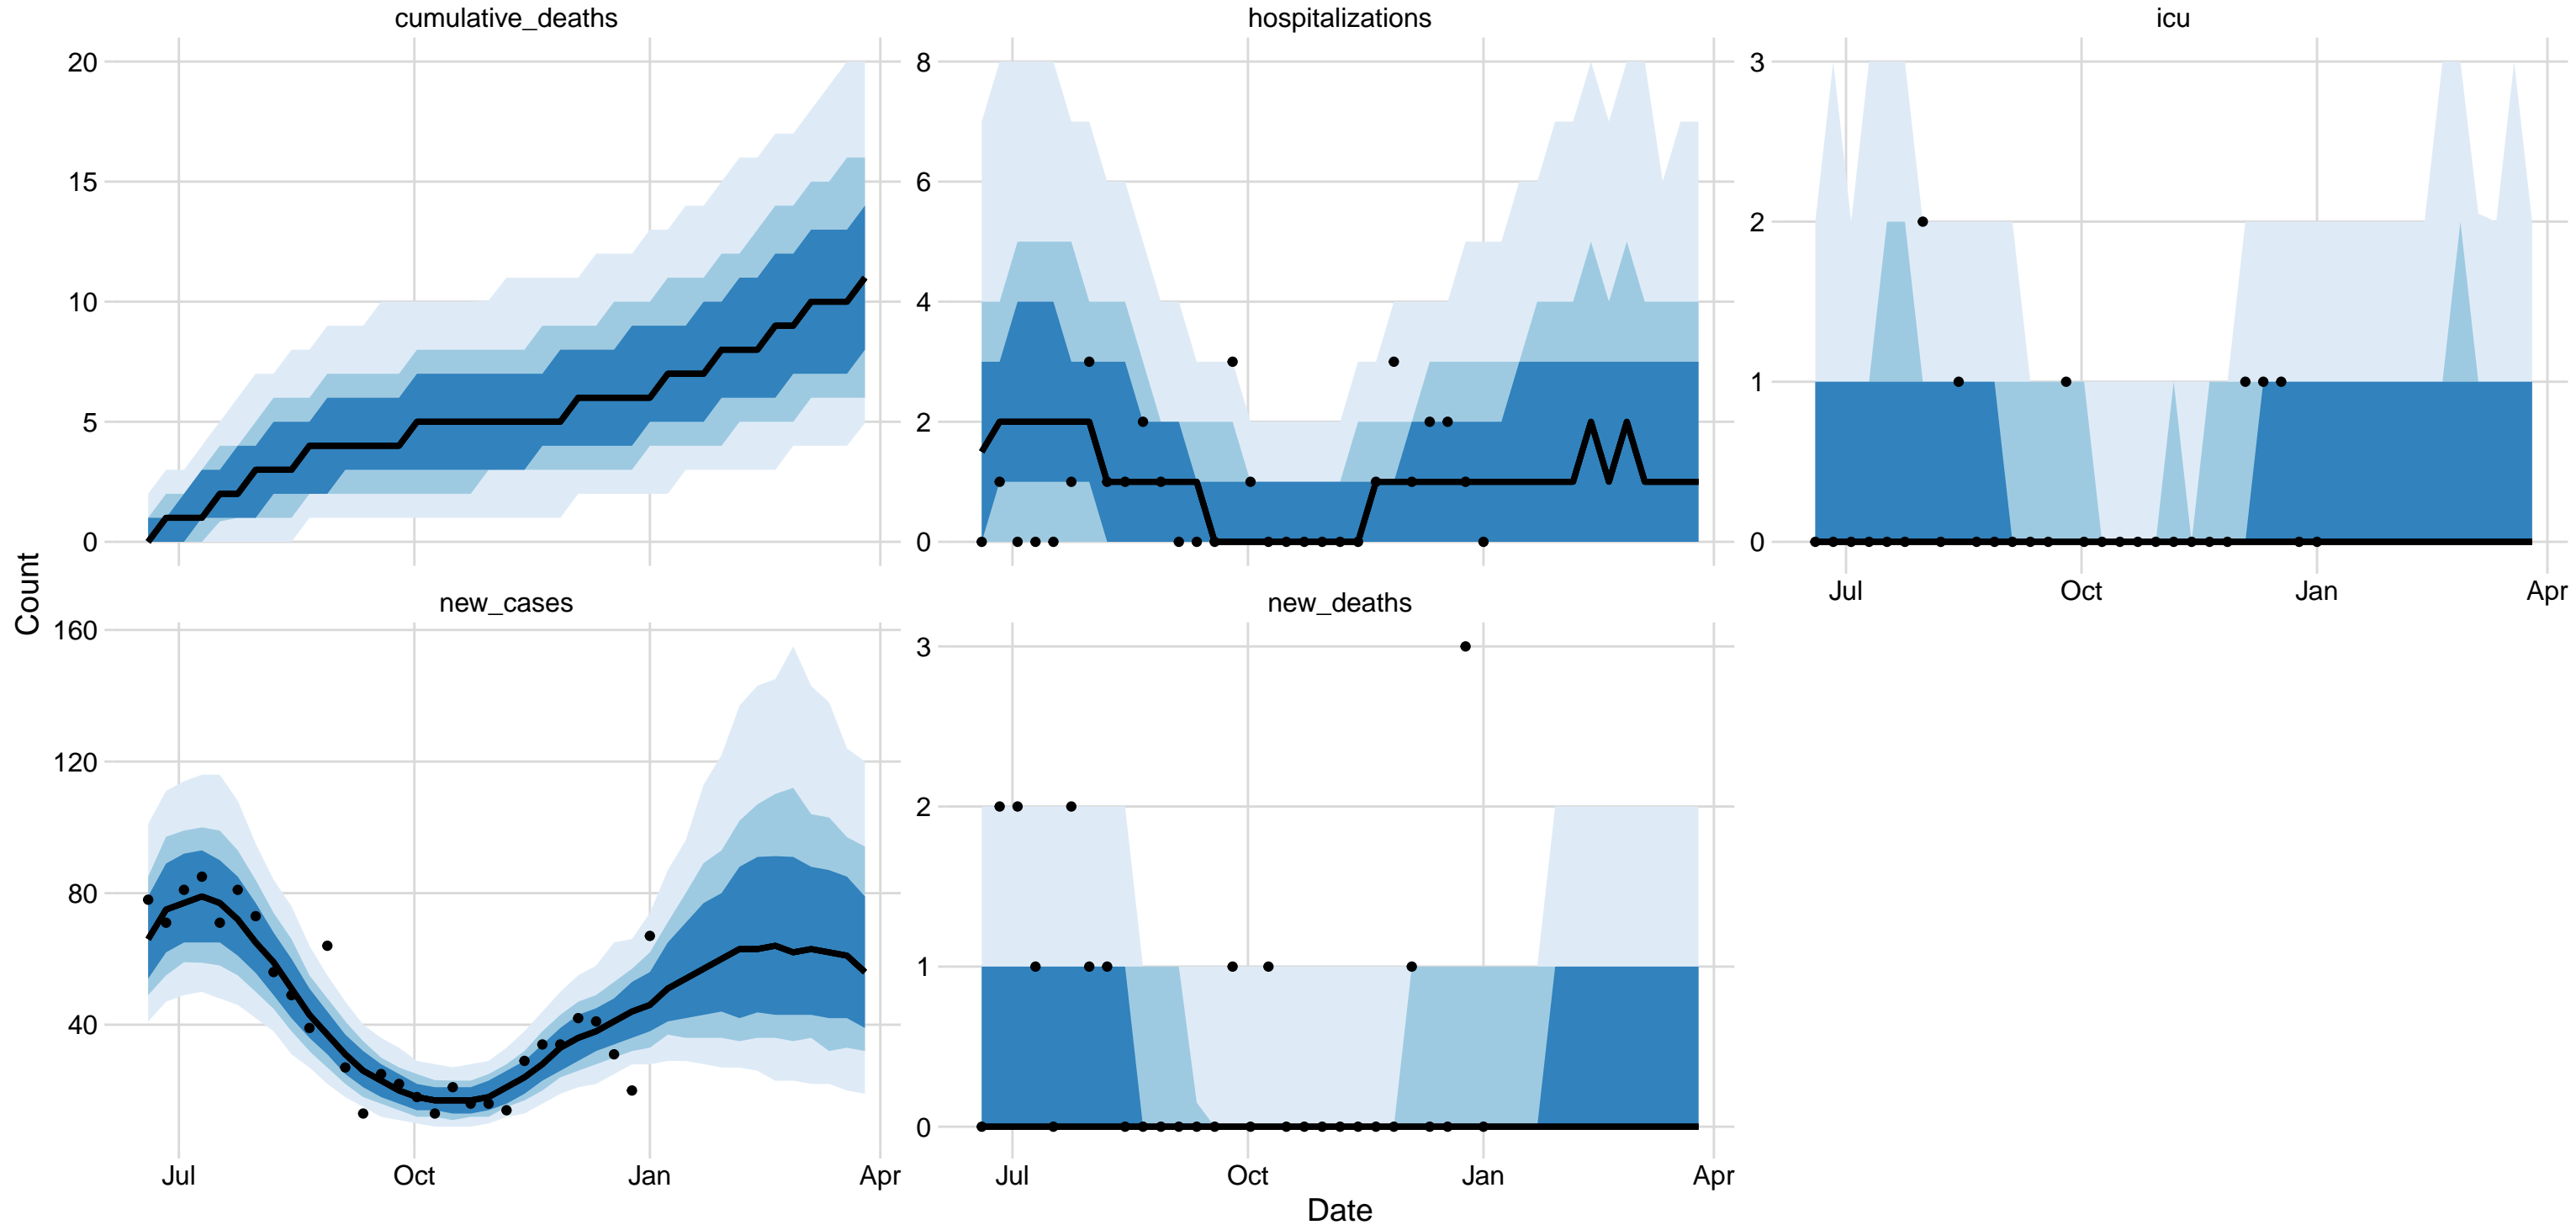 cumulative_deaths
hospitalizations
icu
20
15
10
5
0
8
6
4
2
0
3
2
1
0
Jul
Oct
Jan
Apr
Count
new_cases
new_deaths
160
120
80
40
3
2
1
0
Jul
Oct
Jan
Apr
Jul
Oct
Jan
Apr
Date